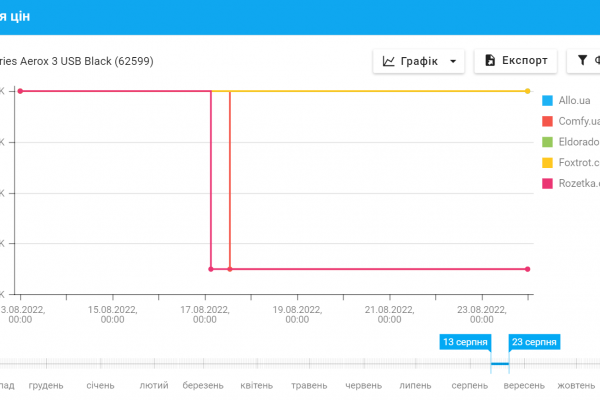 я цін
ries Aerox 3 USB Black (62599)
Графік
Експорт
Ф
K
K
K
K
K
3.08.2022,
00:00
15.08.2022,
00:00
17.08.2022,
00:00
19.08.2022,
00:00
21.08.2022,
00:00
23.08.2022,
00:00
Allo.ua
Comfy.ua
Eldorado
Foxtrot.c
Rozetka.
13 серпня
23 серпня
пад грудень січень лютий березень квітень травень червень липень серпень вересень жовтень